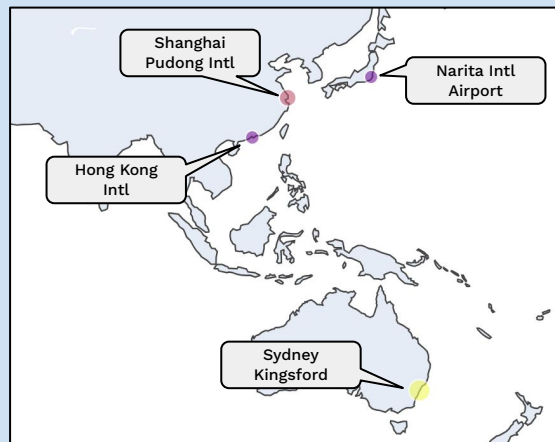 Shanghai
Pudong Intl
Narita Intl
Airport
Hong Kong
Intl
Sydney
Kingsford